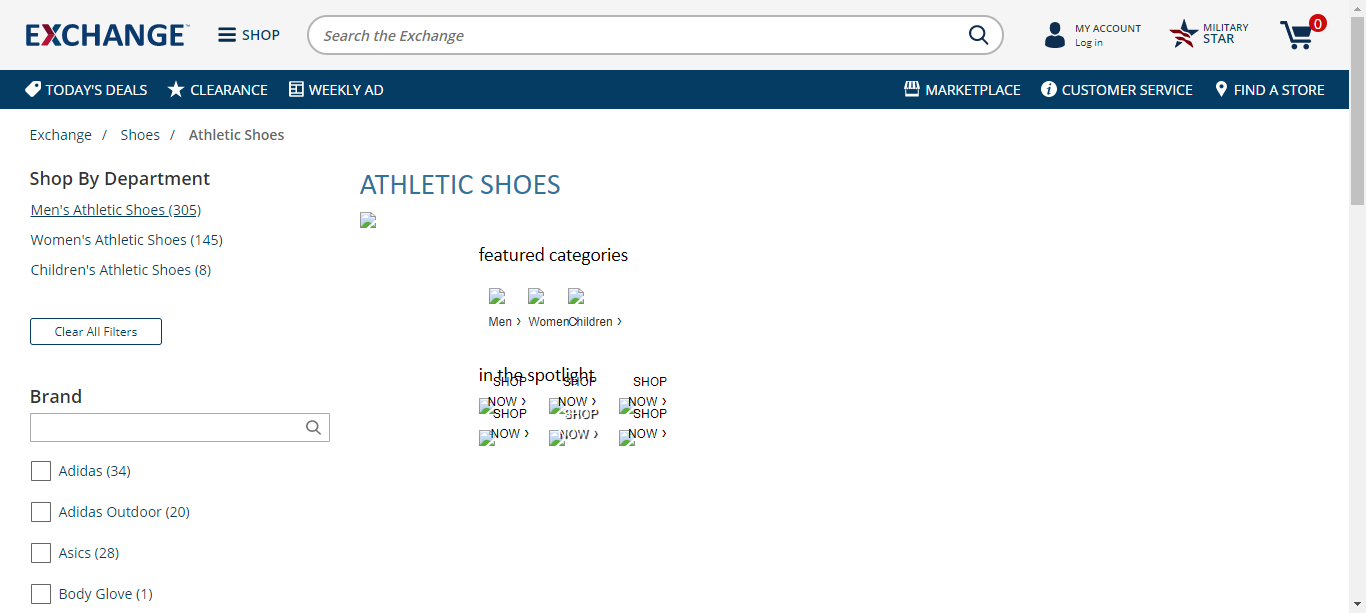 EXCHANGE
SHOP
Search the Exchange
MY ACCOUNT
Log in
MILITARY
STAR
0
TODAY'S DEALS
CLEARANCE
WEEKLY AD
MARKETPLACE
CUSTOMER SERVICE
FIND A STORE
Exchange / Shoes / Athletic Shoes
Shop By Department
Men's Athletic Shoes (305)
Women's Athletic Shoes (145)
Children's Athletic Shoes (8)
Clear All Filters
Brand
Adidas (34)
Adidas Outdoor (20)
Asics (28)
Body Glove (1)
ATHLETIC SHOES
featured categories
Men ›
Women ›
Children ›
in the spotlight
SHOP
NOW ›
SHOP
NOW ›
SHOP
NOW ›
SHOP
NOW ›
SHOP
NOW ›
SHOP
NOW ›